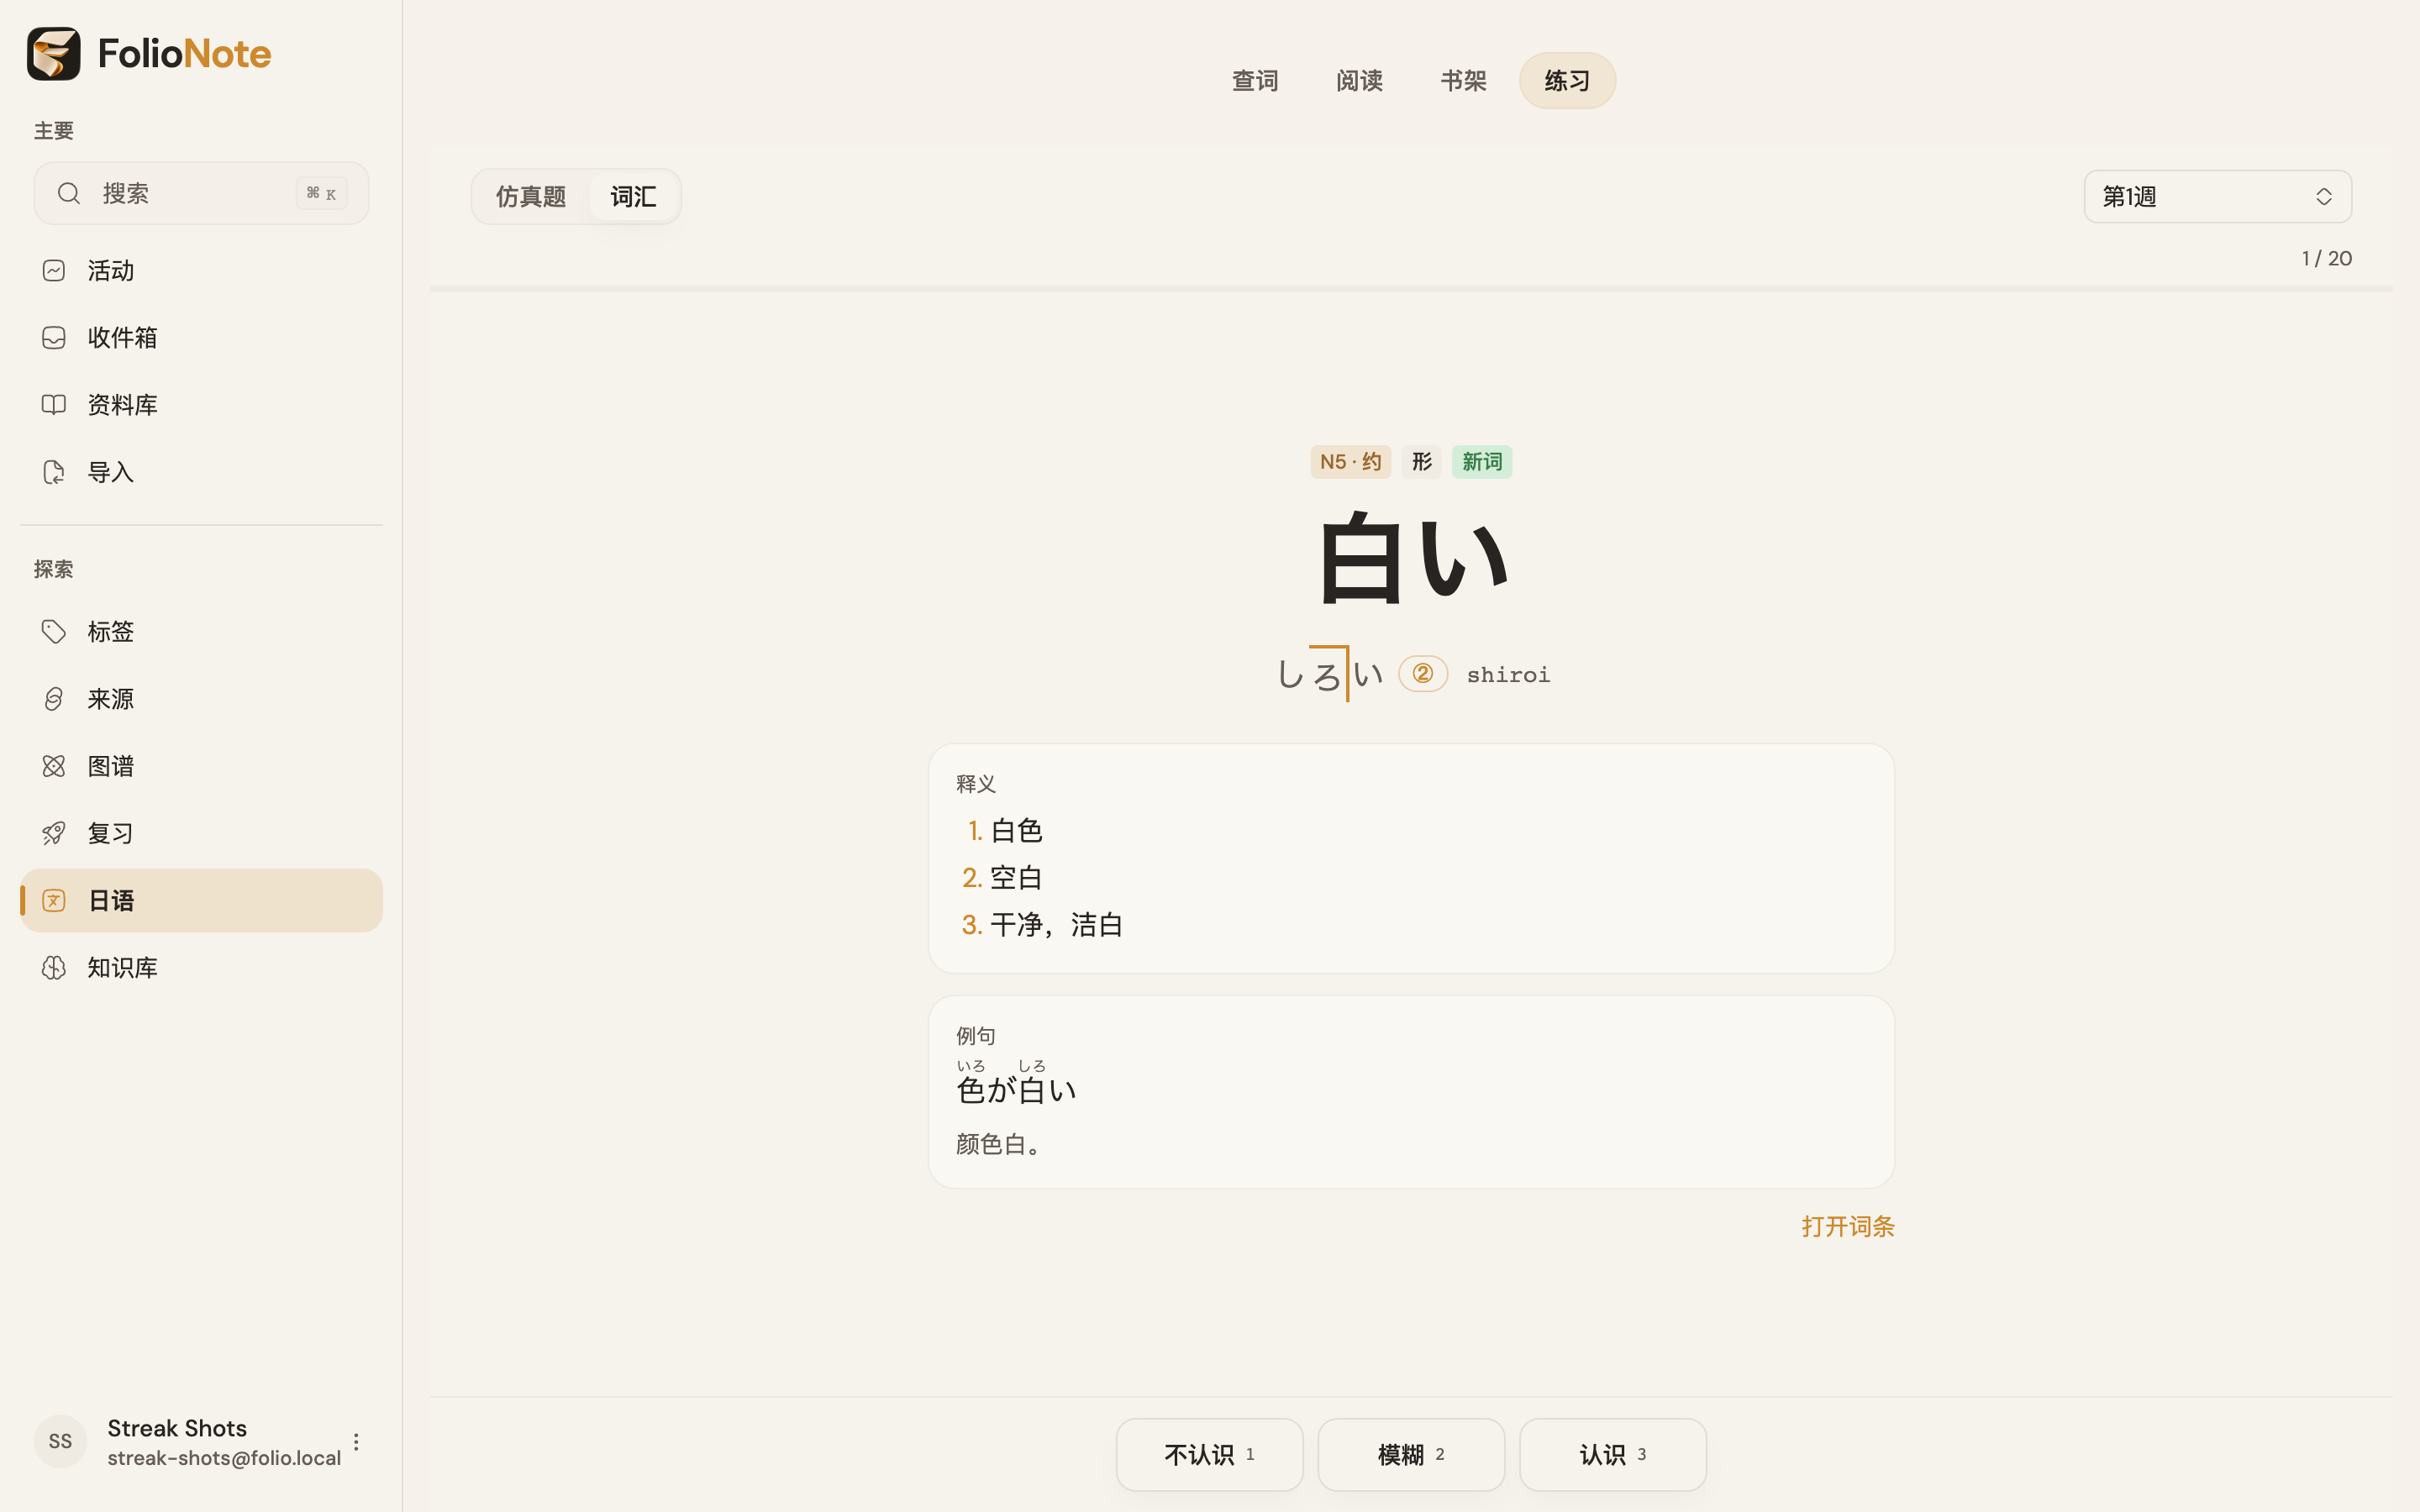 FolioNote
主要
搜索 ⌘ K
活动
收件箱
资料库
导入
探索
标签
来源
图谱
复习
日语
知识库
SS
Streak Shots
streak-shots@folio.local
查词 阅读 书架 练习
仿真题 词汇
第1週
1 / 20
N5 · 约 形 新词
白い
しろい ② shiroi
释义
1. 白色
2. 空白
3. 干净，洁白
例句
いろ しろ
色が白い
颜色白。
打开词条
不认识 1 模糊 2 认识 3